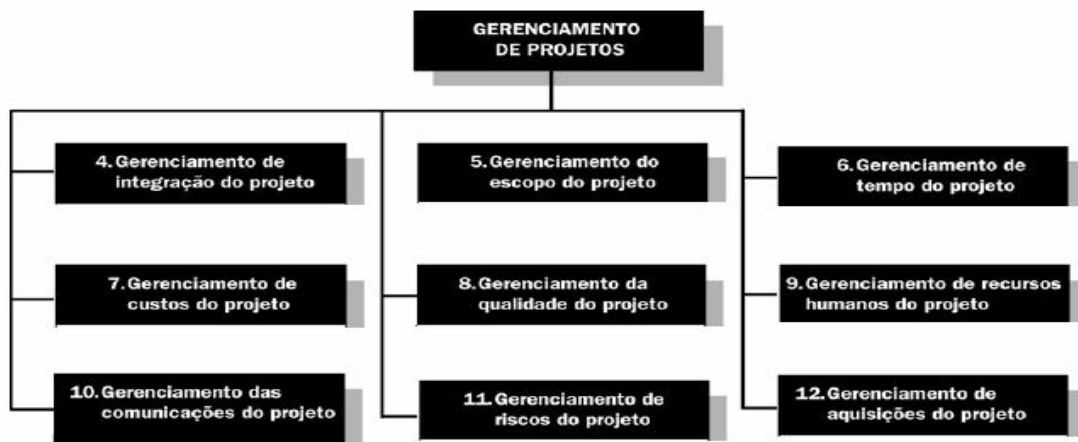 GERENCIAMENTO
DE PROJETOS
4. Gerenciamento de
integração do projeto
5. Gerenciamento do
escopo do projeto
6. Gerenciamento de
tempo do projeto
7. Gerenciamento de
custos do projeto
8. Gerenciamento da
qualidade do projeto
9. Gerenciamento de recursos
humanos do projeto
10. Gerenciamento das
comunicações do projeto
11. Gerenciamento de
riscos do projeto
12. Gerenciamento de
aquisições do projeto